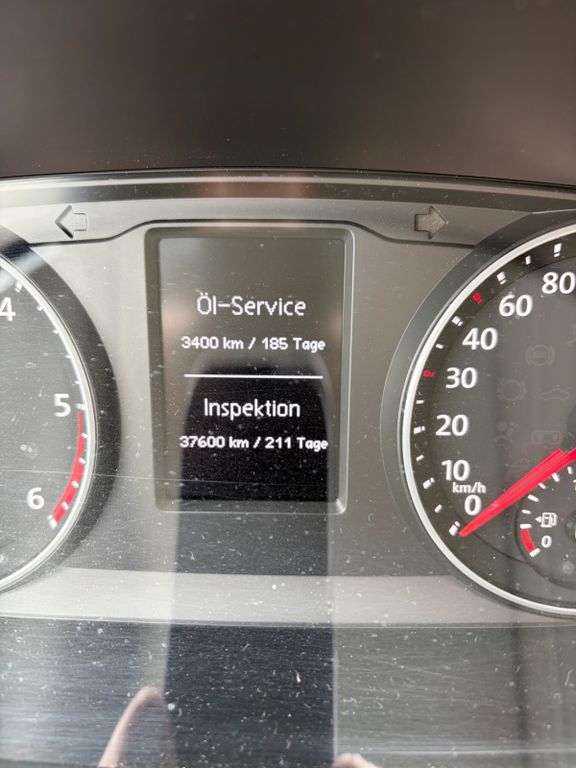 Öl-Service
3400 km / 185 Tage
Inspektion
37600 km / 211 Tage
4
5
6
80
60
40
30
20
10
km/h
0
0